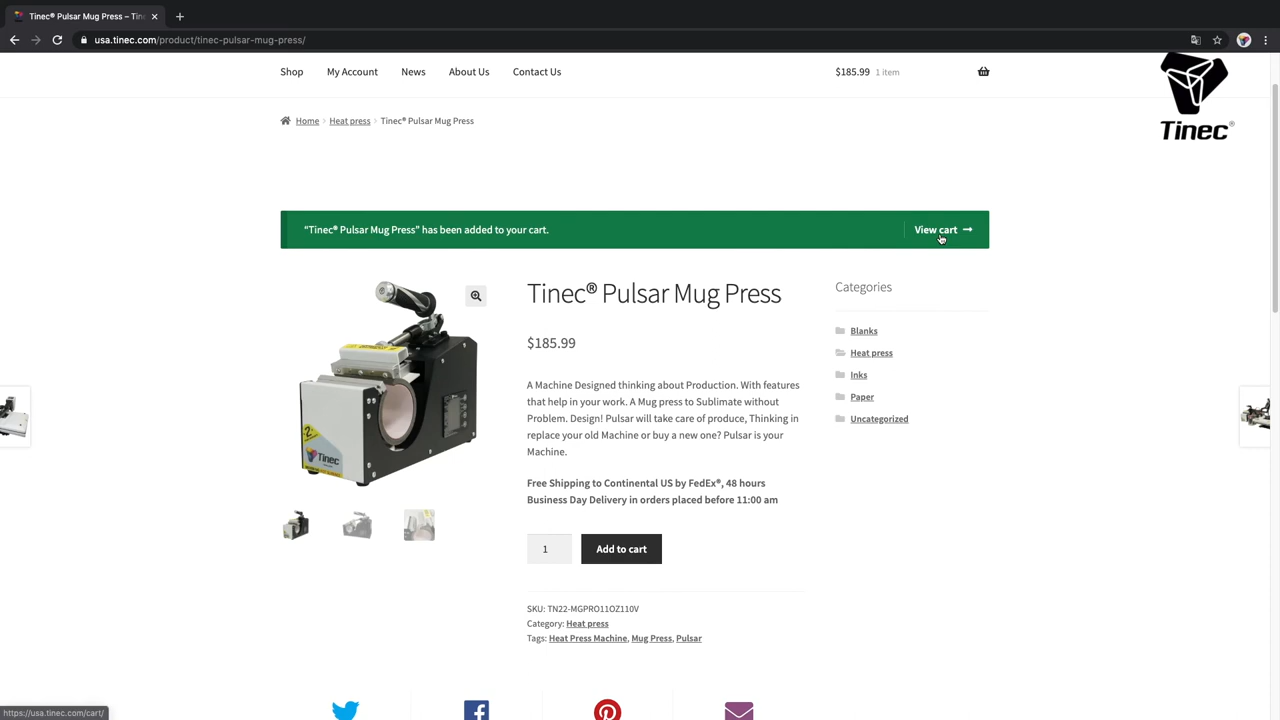 Tinec® Pulsar Mug Press – Tin
usa.tinec.com/product/tinec-pulsar-mug-press/
Shop
My Account
News
About Us
Contact Us
$185.99 1 item
Tinec®
Home
Heat press
Tinec® Pulsar Mug Press
“Tinec® Pulsar Mug Press” has been added to your cart.
View cart
Tinec® Pulsar Mug Press
$185.99
A Machine Designed thinking about Production. With features
that help in your work. A Mug press to Sublimate without
Problem. Design! Pulsar will take care of produce, Thinking in
replace your old Machine or buy a new one? Pulsar is your
Machine.
Free Shipping to Continental US by FedEx®, 48 hours
Business Day Delivery in orders placed before 11:00 am
1
Add to cart
SKU: TN22-MGPRO11OZ110V
Category: Heat press
Tags: Heat Press Machine, Mug Press, Pulsar
Categories
Blanks
Heat press
Inks
Paper
Uncategorized
2
Tinec
https://usa.tinec.com/cart/